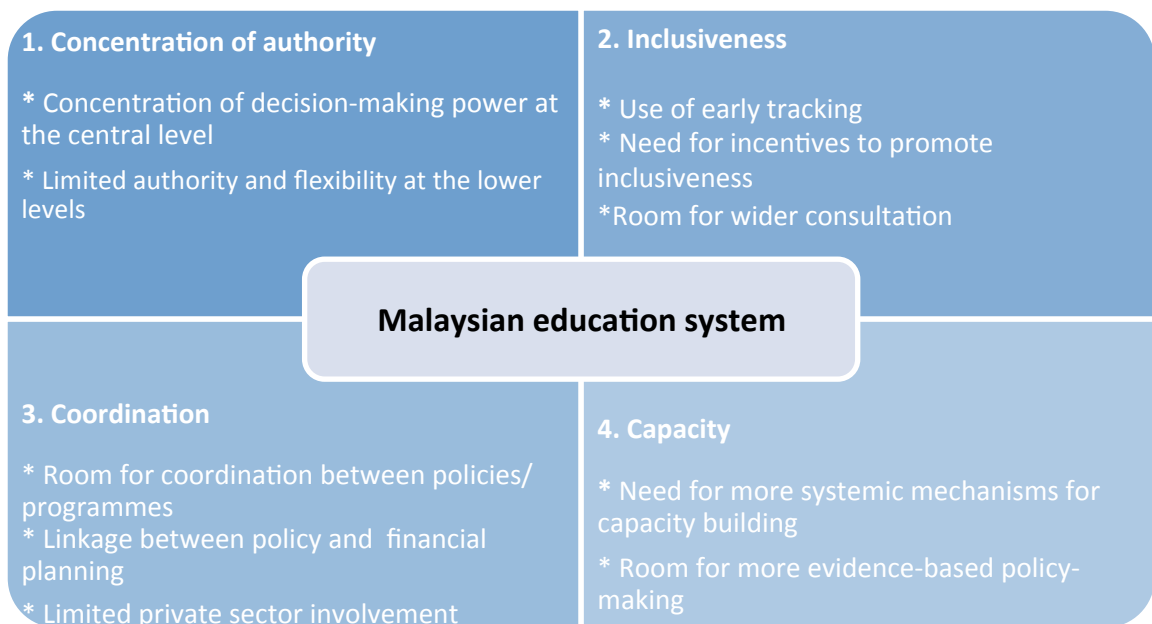 1. Concentration of authority
* Concentration of decision-making power at
the central level
* Limited authority and flexibility at the lower
levels
2. Inclusiveness
* Use of early tracking
* Need for incentives to promote
inclusiveness
*Room for wider consultation
Malaysian education system
3. Coordination
* Room for coordination between policies/
programmes
* Linkage between policy and financial
planning
* Limited private sector involvement
4. Capacity
* Need for more systemic mechanisms for
capacity building
* Room for more evidence-based policy-
making